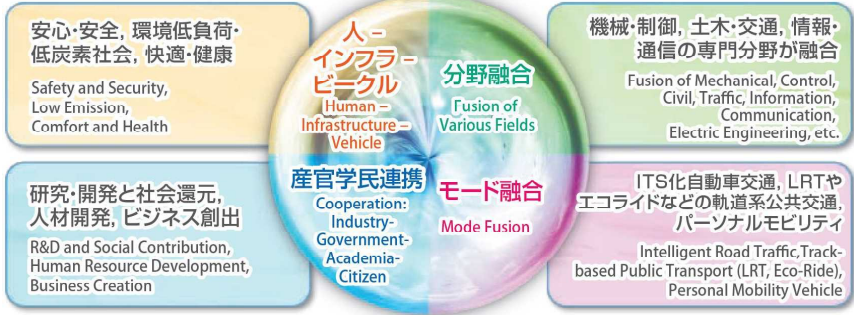 安心・安全, 環境低負荷・
低炭素社会, 快適・健康
Safety and Security,
Low Emission,
Comfort and Health
人 –
インフラ –
ビークル
Human –
Infrastructure –
Vehicle
分野融合
Fusion of
Various Fields
機械・制御, 土木・交通, 情報・
通信の専門分野が融合
Fusion of Mechanical, Control,
Civil, Traffic, Information,
Communication,
Electric Engineering, etc.
研究・開発と社会還元,
人材開発, ビジネス創出
R&D and Social Contribution,
Human Resource Development,
Business Creation
産官学民連携
Cooperation:
Industry-
Government-
Academia-
Citizen
モード融合
Mode Fusion
ITS化自動車交通, LRTや
エコライドなどの軌道系公共交通,
パーソナルモビリティ
Intelligent Road Traffic,Track-
based Public Transport (LRT, Eco-Ride),
Personal Mobility Vehicle